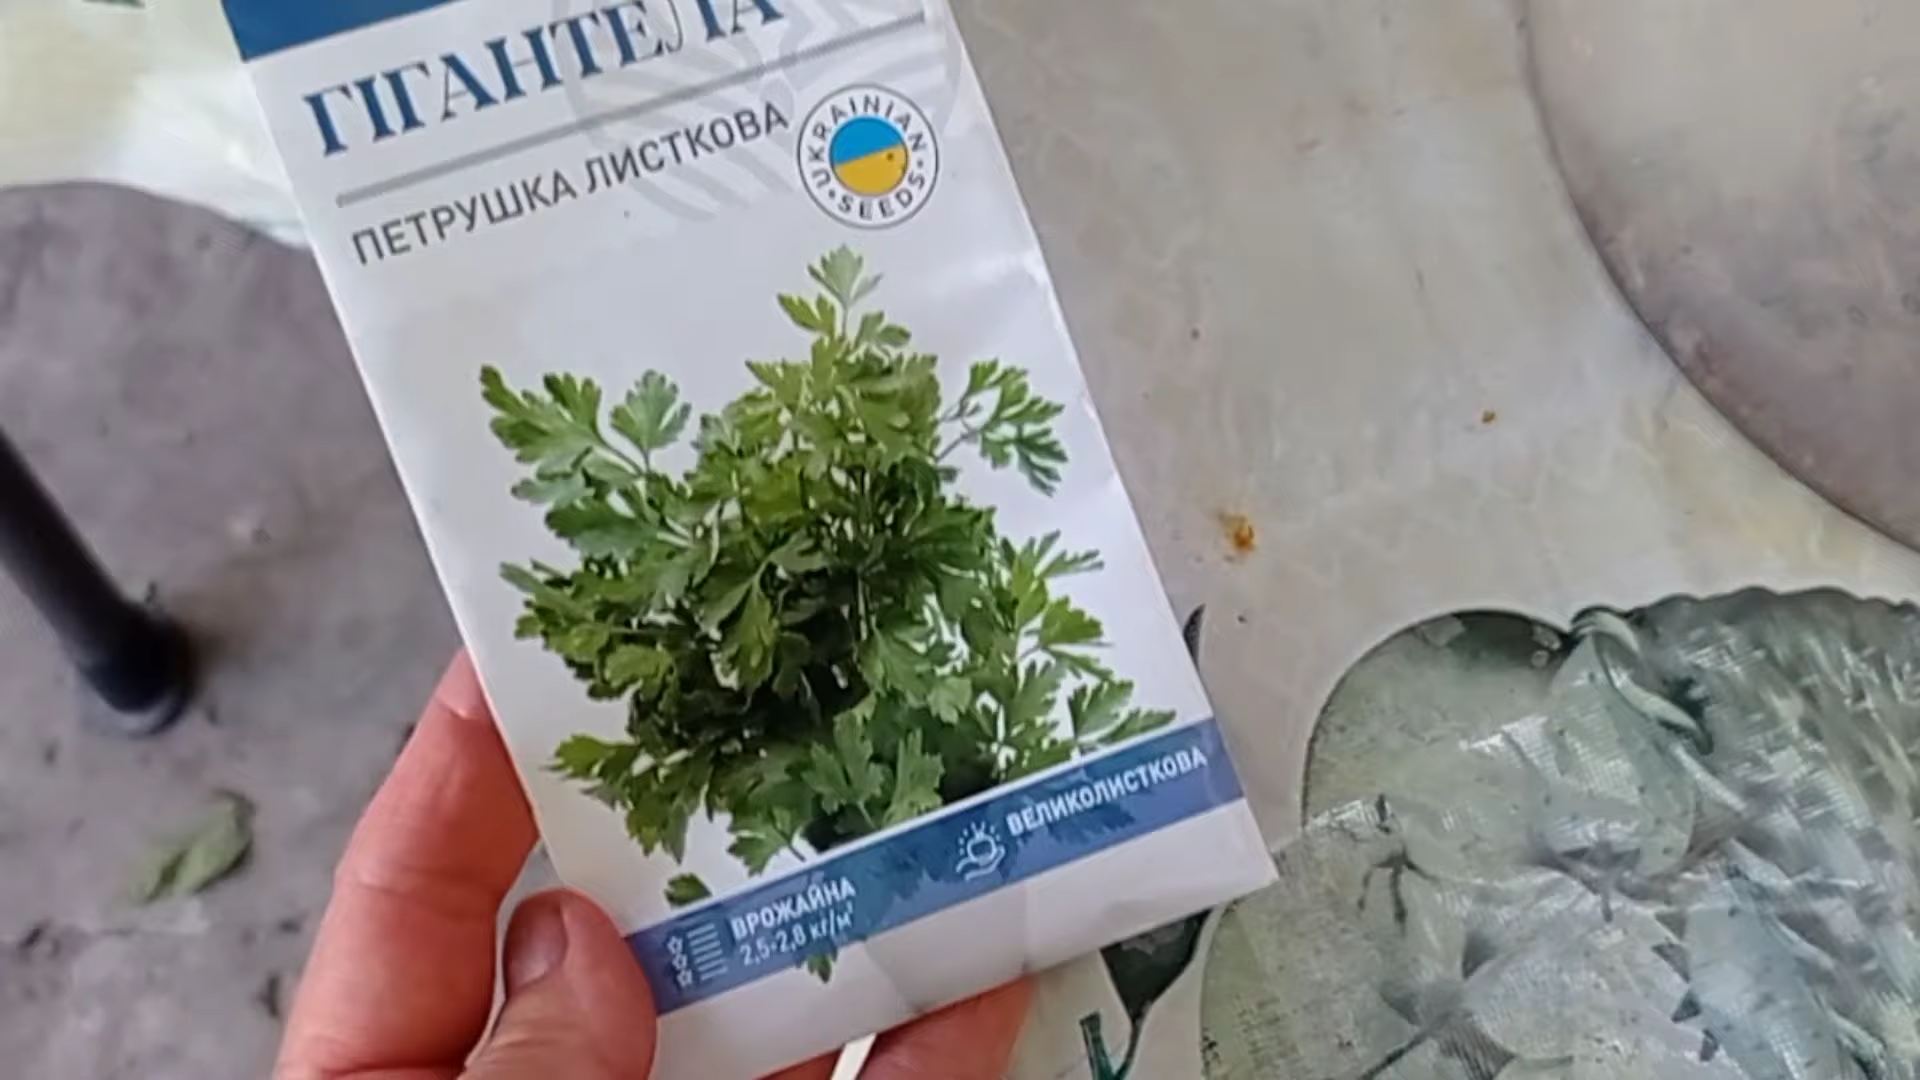 ГІГАНТЕЛА
ПЕТРУШКА ЛИСТКОВА
UKRAINIAN
SEEDS
ВЕЛИКОЛИСТКОВА
ВРОЖАЙНА
2,5-2,8 кг/м²